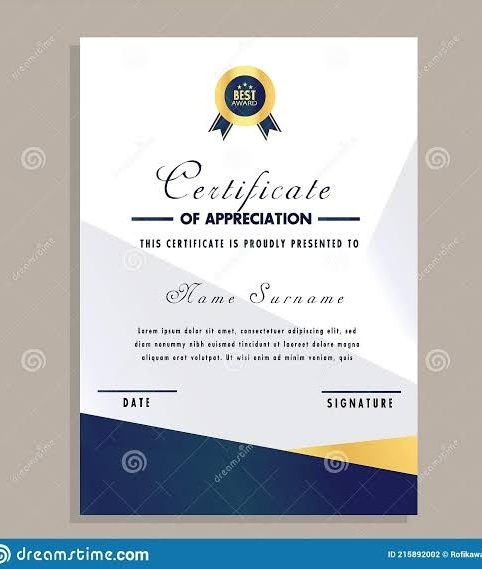 BEST
AWARD
Certificate
OF APPRECIATION
THIS CERTIFICATE IS PROUDLY PRESENTED TO
Name Surname
Lorem ipsum dolor sit amet, consectetuer adipiscing elit, sed
diam nonummy nibh euismod tincidunt ut laoreet dolore magna
aliquam erat volutpat. Ut wisi enim ad minim veniam, quis
DATE
SIGNATURE
dreamstime
dreamstime.com
ID 215892002 © Rofikawa